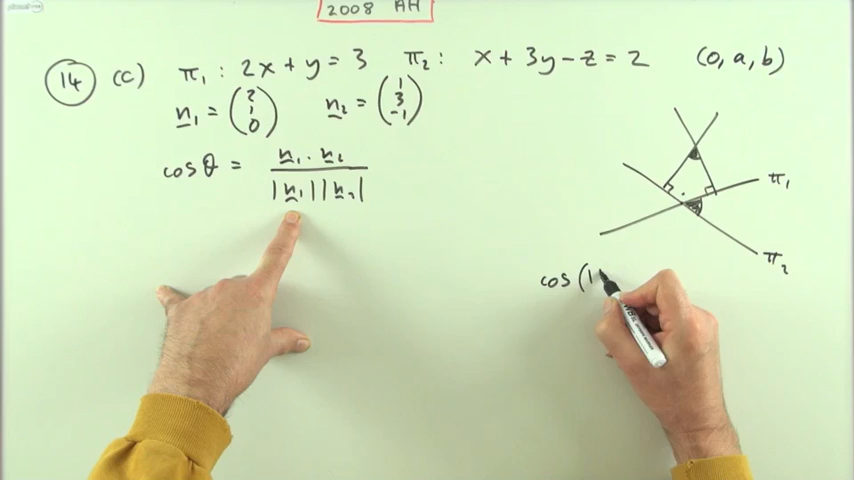 2008 AH
14 (c) π₁ : 2x + y = 3 π₂ : x + 3y − z = 2 (0, a, b)
n₁ = (2 1 0) n₂ = (1 3 −1)
cos θ = n₁ . n₂ / |n₁| |n₂|
π₁
π₂
cos (1